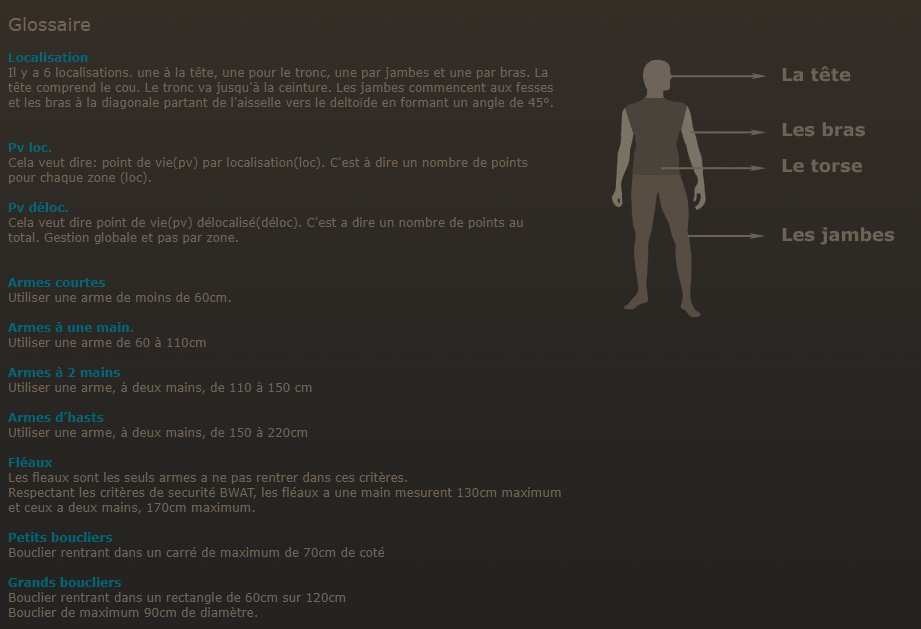 Glossaire
Localisation
Il y a 6 localisations. une à la tête, une pour le tronc, une par jambes et une par bras. La
tête comprend le cou. Le tronc va jusqu'à la ceinture. Les jambes commencent aux fesses
et les bras à la diagonale partant de l'aisselle vers le deltoïde en formant un angle de 45°.
Pv loc.
Cela veut dire: point de vie(pv) par localisation(loc). C'est à dire un nombre de points
pour chaque zone (loc).
Pv déloc.
Cela veut dire point de vie(pv) délocalisé(déloc). C'est a dire un nombre de points au
total. Gestion globale et pas par zone.
Armes courtes
Utiliser une arme de moins de 60cm.
Armes à une main.
Utiliser une arme de 60 à 110cm
Armes à 2 mains
Utiliser une arme, à deux mains, de 110 à 150 cm
Armes d’hasts
Utiliser une arme, à deux mains, de 150 à 220cm
Fléaux
Les fleaux sont les seuls armes a ne pas rentrer dans ces critères.
Respectant les critères de securité BWAT, les fléaux a une main mesurent 130cm maximum
et ceux a deux mains, 170cm maximum.
Petits boucliers
Bouclier rentrant dans un carré de maximum de 70cm de coté
Grands boucliers
Bouclier rentrant dans un rectangle de 60cm sur 120cm
Bouclier de maximum 90cm de diamètre.
La tête
Les bras
Le torse
Les jambes